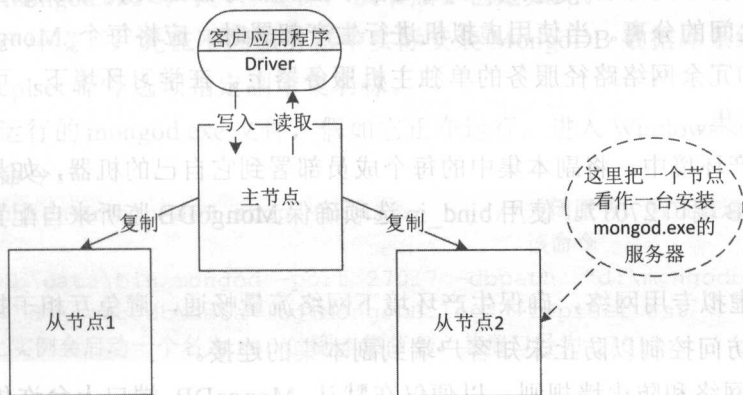 客户应用程序
Driver
写入
读取
主节点
复制
复制
从节点1
从节点2
这里把一个节点
看作一台安装
mongod.exe的
服务器